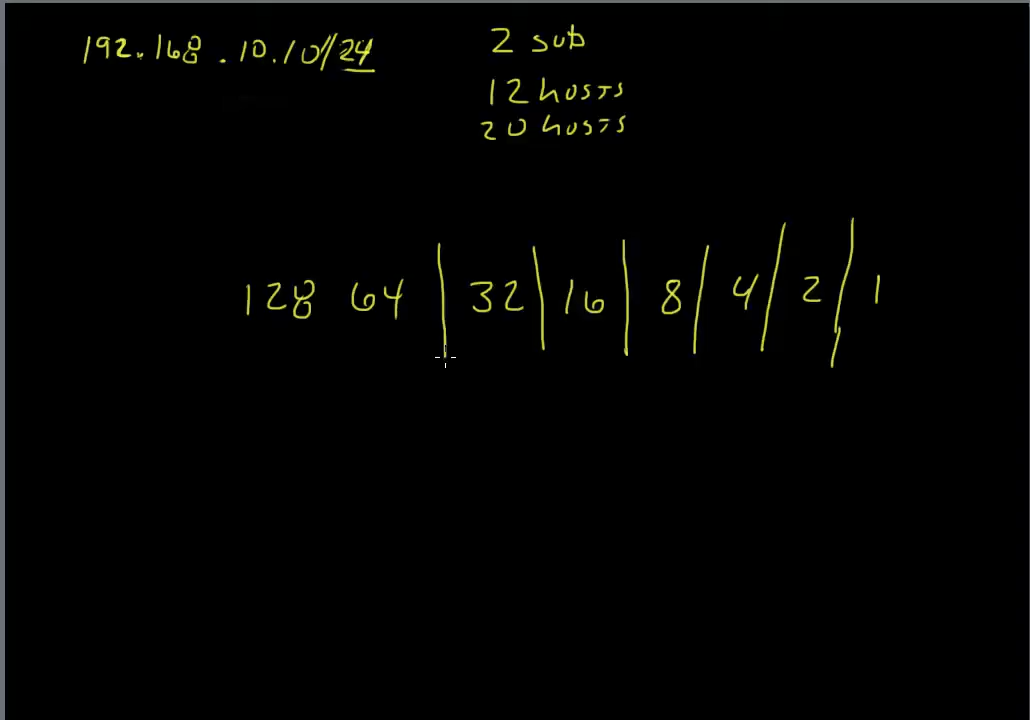 192.168.10.10//24
2 sub
12 hosts
20 hosts
128 64 | 32 | 16 | 8 | 4 | 2 | 1